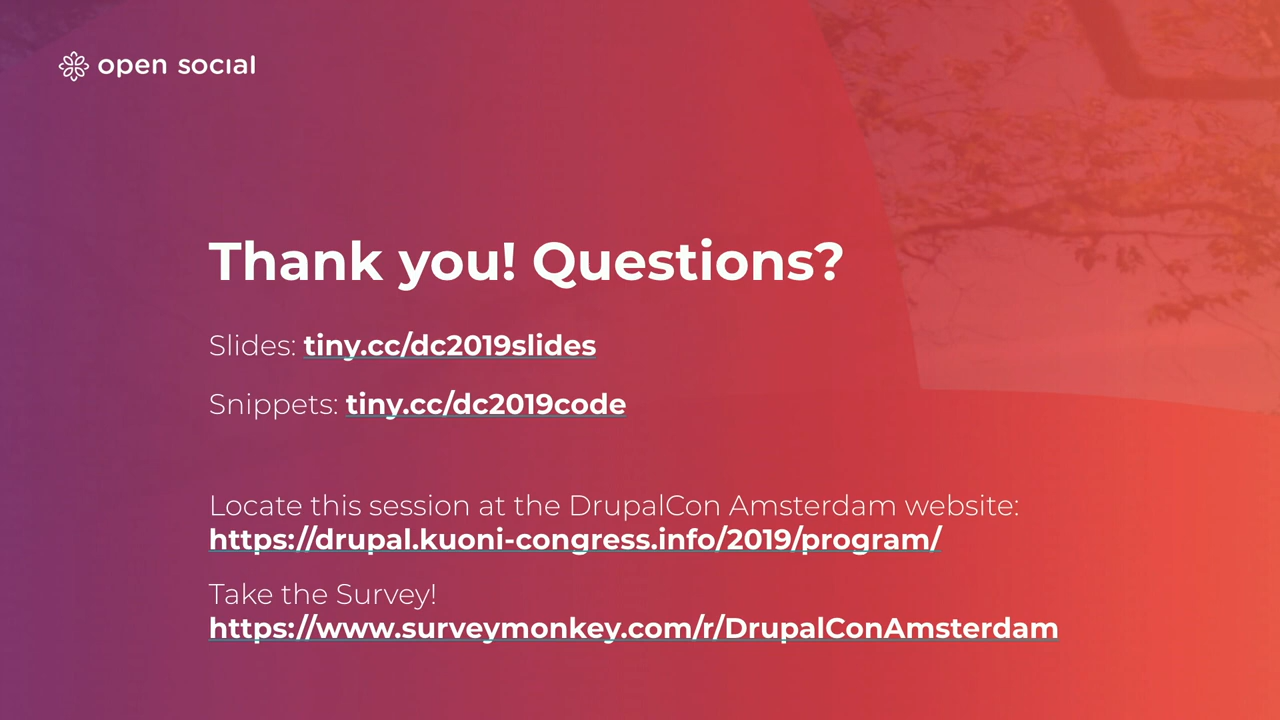 open social
Thank you! Questions?
Slides: tiny.cc/dc2019slides
Snippets: tiny.cc/dc2019code
Locate this session at the DrupalCon Amsterdam website:
https://drupal.kuoni-congress.info/2019/program/
Take the Survey!
https://www.surveymonkey.com/r/DrupalConAmsterdam